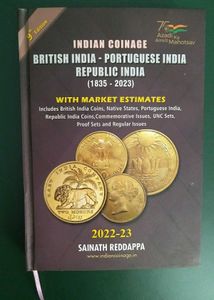 3rd Edition
75
Azadi Ka
Amrit Mahotsav
INDIAN COINAGE
BRITISH INDIA - PORTUGUESE INDIA
REPUBLIC INDIA
(1835 - 2023)
WITH MARKET ESTIMATES
Includes British India Coins, Native States, Portuguese India,
Republic India Coins,Commemorative Issues, UNC Sets,
Proof Sets and Regular Issues
TWO MOHURS
2022-23
SAINATH REDDAPPA
www.indiancoinage.in